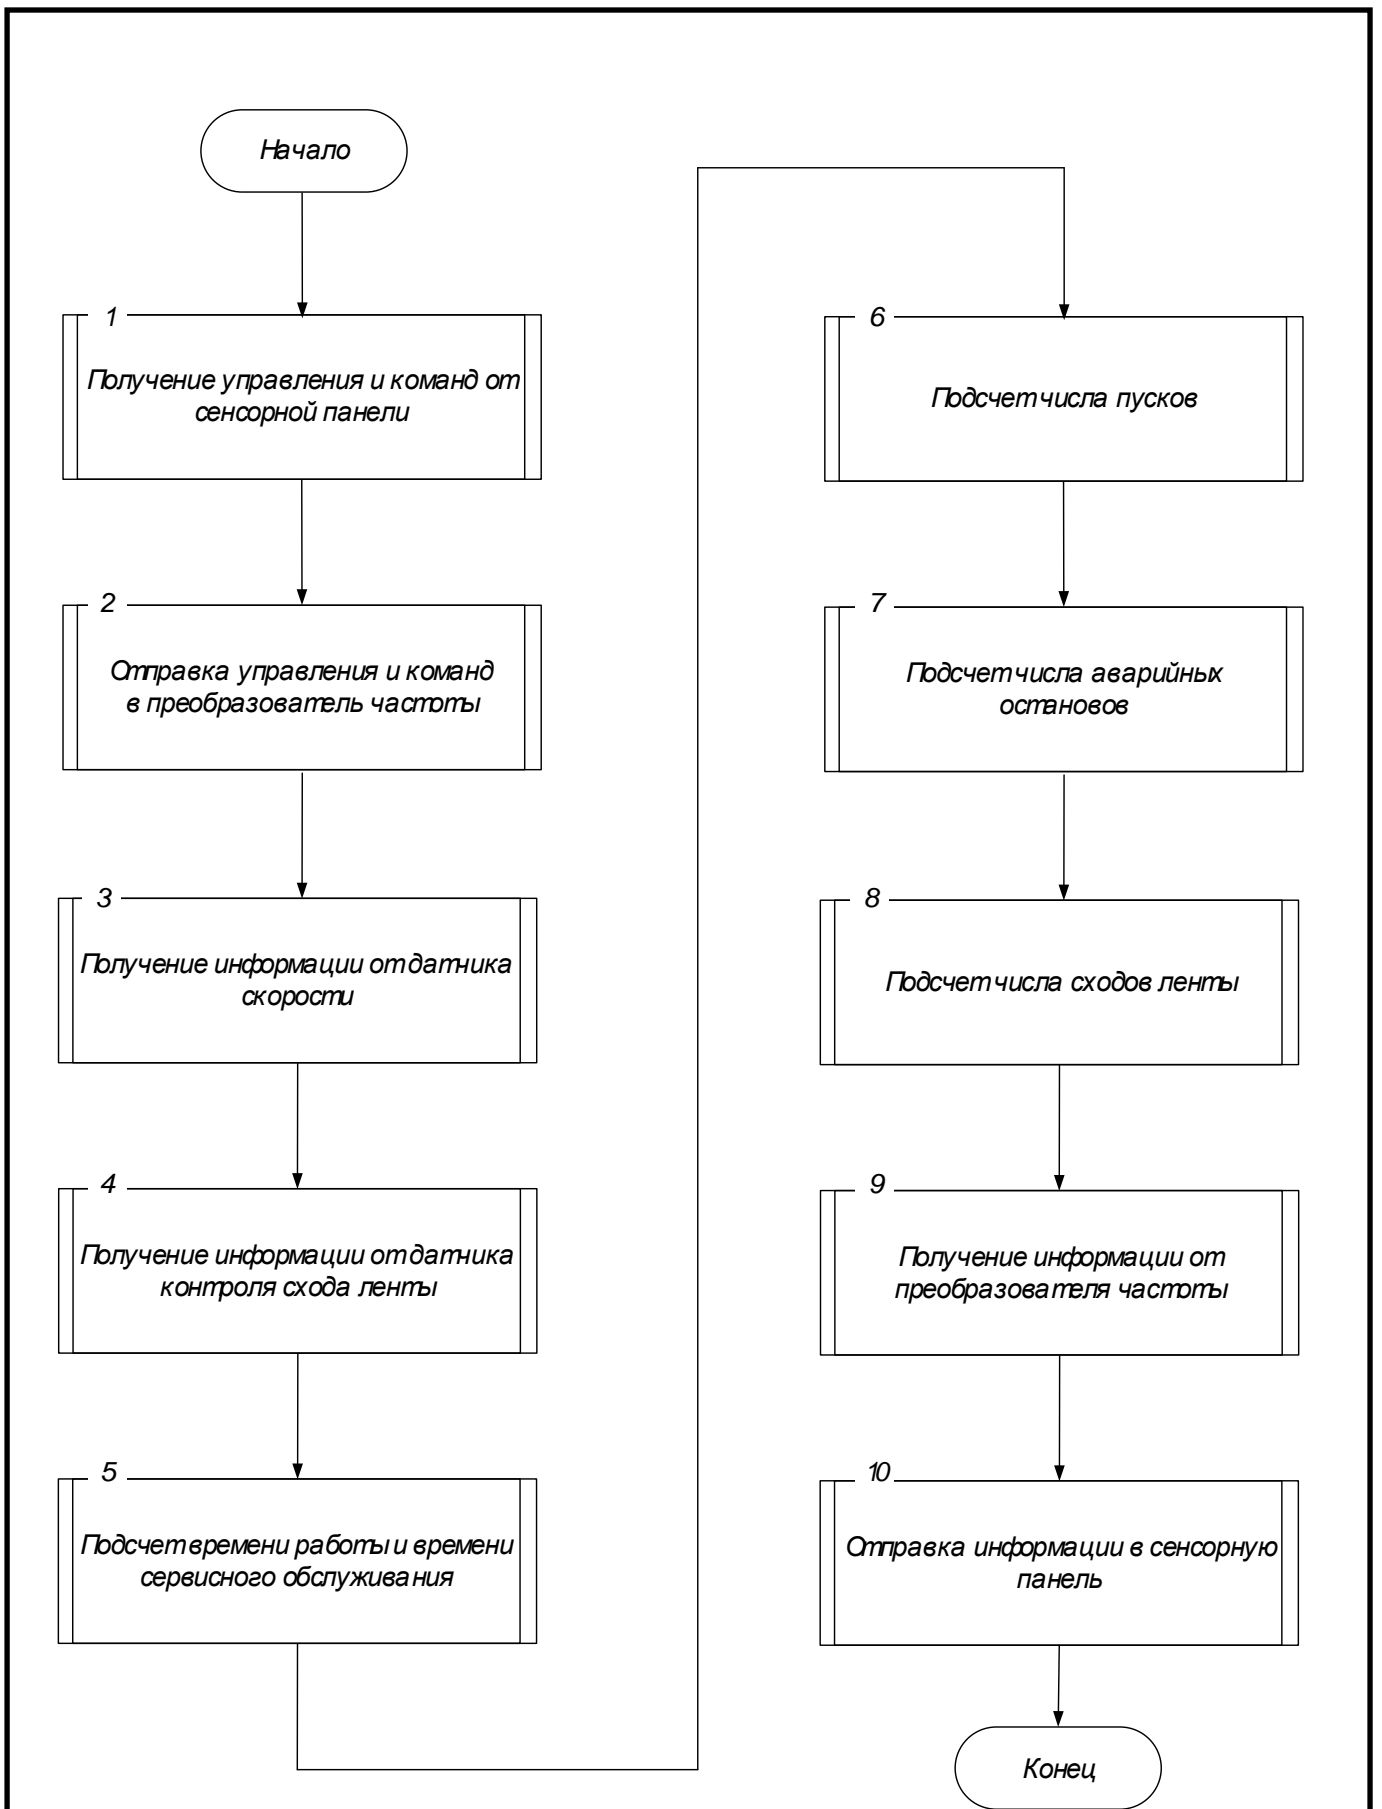 Начало
1
Получение управления и команд от
сенсорной панели
2
Отправка управления и команд
в преобразователь частоты
3
Получение информации от датчика
скорости
4
Получение информации от датчика
контроля схода ленты
5
Подсчет времени работы и времени
сервисного обслуживания
6
Подсчет числа пусков
7
Подсчет числа аварийных
остановов
8
Подсчет числа сходов ленты
9
Получение информации от
преобразователя частоты
10
Отправка информации в сенсорную
панель
Конец